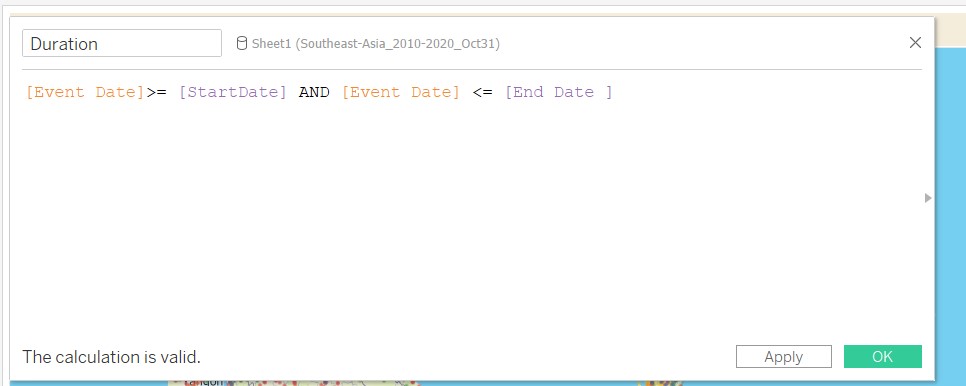 Duration
Sheet1 (Southeast-Asia_2010-2020_Oct31)
[Event Date]>= [StartDate] AND [Event Date] <= [End Date ]
The calculation is valid.
Apply
OK